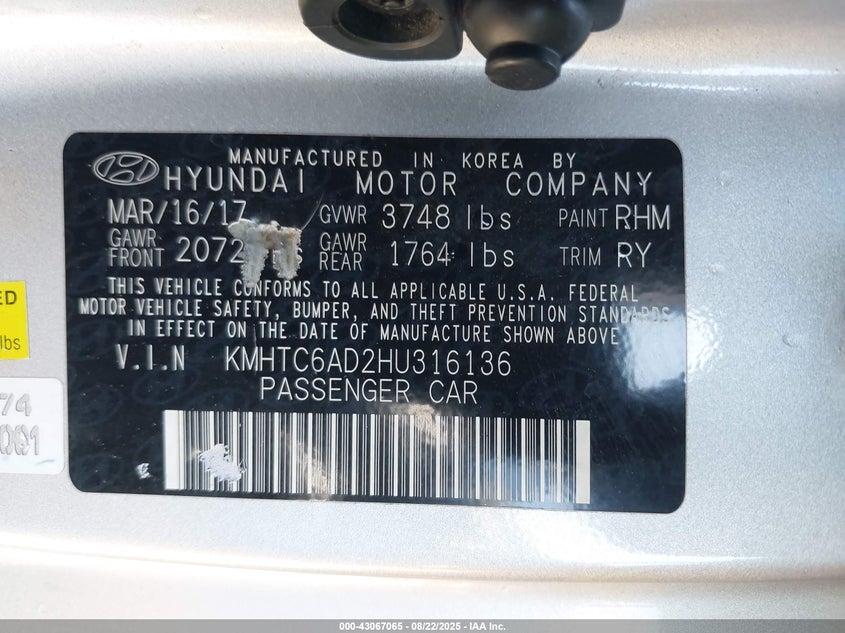 MANUFACTURED IN KOREA BY
HYUNDAI MOTOR COMPANY
MAR/16/17 GVWR 3748 lbs PAINT RHM
GAWR FRONT 2072 GAWR REAR 1764 lbs TRIM RY
THIS VEHICLE CONFORMS TO ALL APPLICABLE U.S.A. FEDERAL
MOTOR VEHICLE SAFETY, BUMPER, AND THEFT PREVENTION STANDARDS
IN EFFECT ON THE DATE OF MANUFACTURE SHOWN ABOVE
V.I.N KMHTC6AD2HU316136
PASSENGER CAR
ED
lbs
74
001
000-43067065 - 08/22/2025 - IAA Inc.